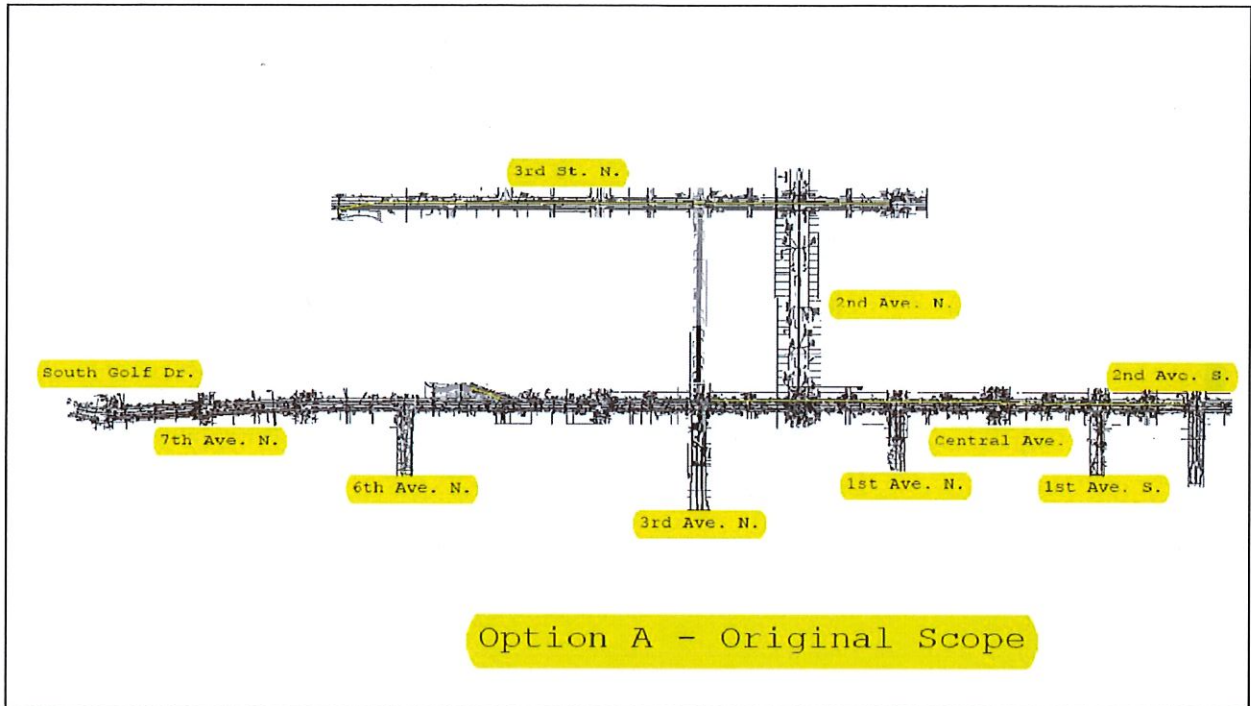 3rd St. N.
2nd Ave. N.
South Golf Dr.
2nd Ave. S.
7th Ave. N.
Central Ave.
6th Ave. N.
1st Ave. N.
1st Ave. S.
3rd Ave. N.
Option A - Original Scope